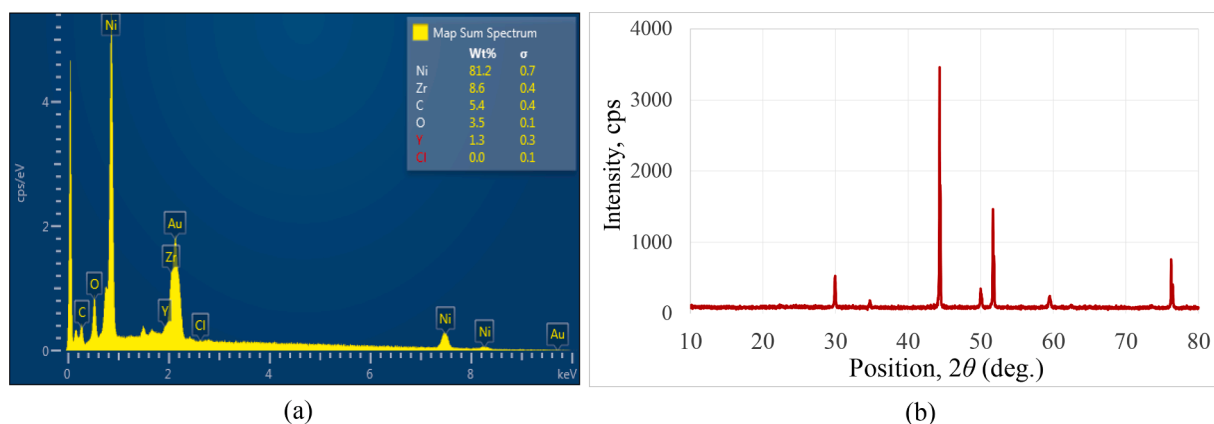 Map Sum Spectrum
Wt% σ
Ni 81.2 0.7
Zr 8.6 0.4
C 5.4 0.4
O 3.5 0.1
Y 1.3 0.3
Cl 0.0 0.1
Ni
Au
Zr
O
C
Y
Cl
Ni
Ni
Au
cps/eV
4
2
0
0 2 4 6 8 keV
(a)
Intensity, cps
4000
3000
2000
1000
0
10 20 30 40 50 60 70 80
Position, 2θ (deg.)
(b)